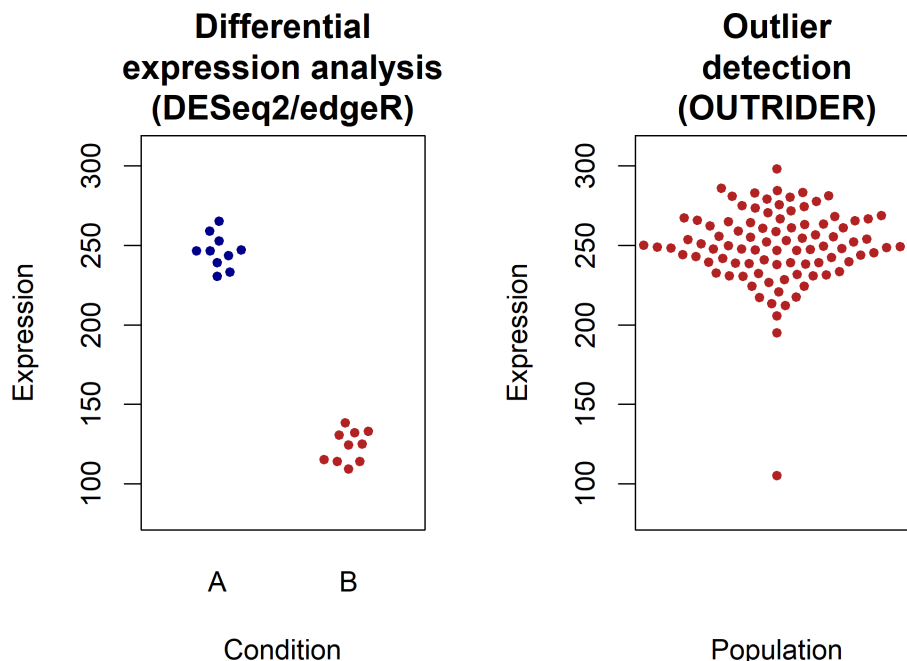 Differential
expression analysis
(DESeq2/edgeR)
Expression
300
250
200
150
100
A
B
Condition
Outlier
detection
(OUTRIDER)
Expression
300
250
200
150
100
Population